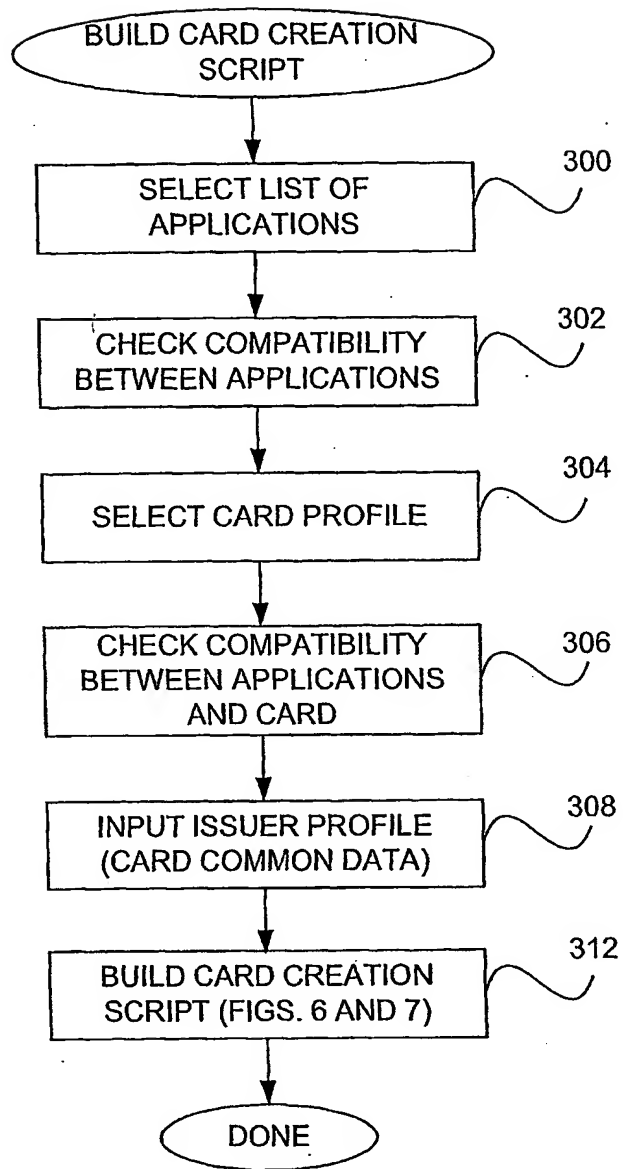 BUILD CARD CREATION
SCRIPT
SELECT LIST OF
APPLICATIONS
300
CHECK COMPATIBILITY
BETWEEN APPLICATIONS
302
SELECT CARD PROFILE
304
CHECK COMPATIBILITY
BETWEEN APPLICATIONS
AND CARD
306
INPUT ISSUER PROFILE
(CARD COMMON DATA)
308
BUILD CARD CREATION
SCRIPT (FIGS. 6 AND 7)
312
DONE